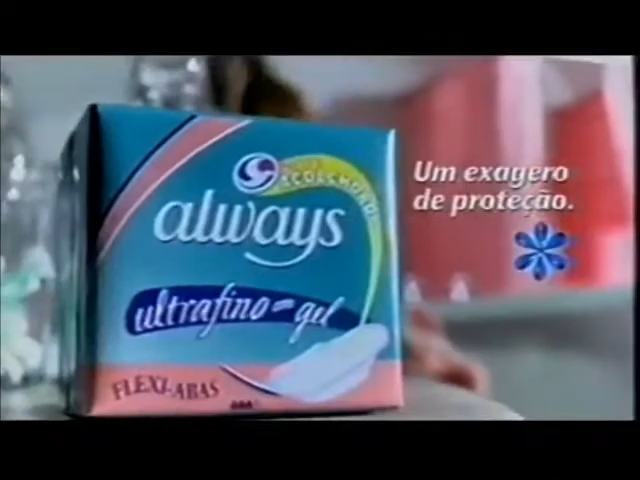 Um exagero
de proteção.
always
ultrafino gel
FLEXI-ABAS